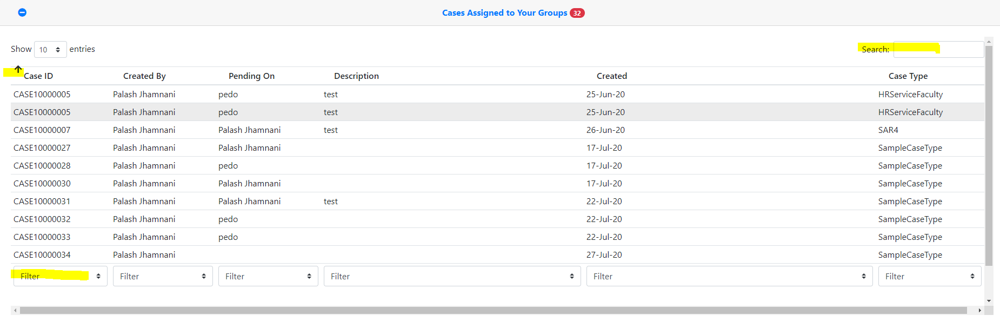 Cases Assigned to Your Groups 32
Show 10 entries Search:
Case ID Created By Pending On Description Created Case Type
CASE10000005 Palash Jhamnani pedo test 25-Jun-20 HRServiceFaculty
CASE10000005 Palash Jhamnani pedo test 25-Jun-20 HRServiceFaculty
CASE10000007 Palash Jhamnani Palash Jhamnani test 26-Jun-20 SAR4
CASE10000027 Palash Jhamnani Palash Jhamnani 17-Jul-20 SampleCaseType
CASE10000028 Palash Jhamnani pedo 17-Jul-20 SampleCaseType
CASE10000030 Palash Jhamnani Palash Jhamnani 17-Jul-20 SampleCaseType
CASE10000031 Palash Jhamnani Palash Jhamnani test 22-Jul-20 SampleCaseType
CASE10000032 Palash Jhamnani pedo 22-Jul-20 SampleCaseType
CASE10000033 Palash Jhamnani pedo 22-Jul-20 SampleCaseType
CASE10000034 Palash Jhamnani 27-Jul-20 SampleCaseType
Filter Filter Filter Filter Filter Filter